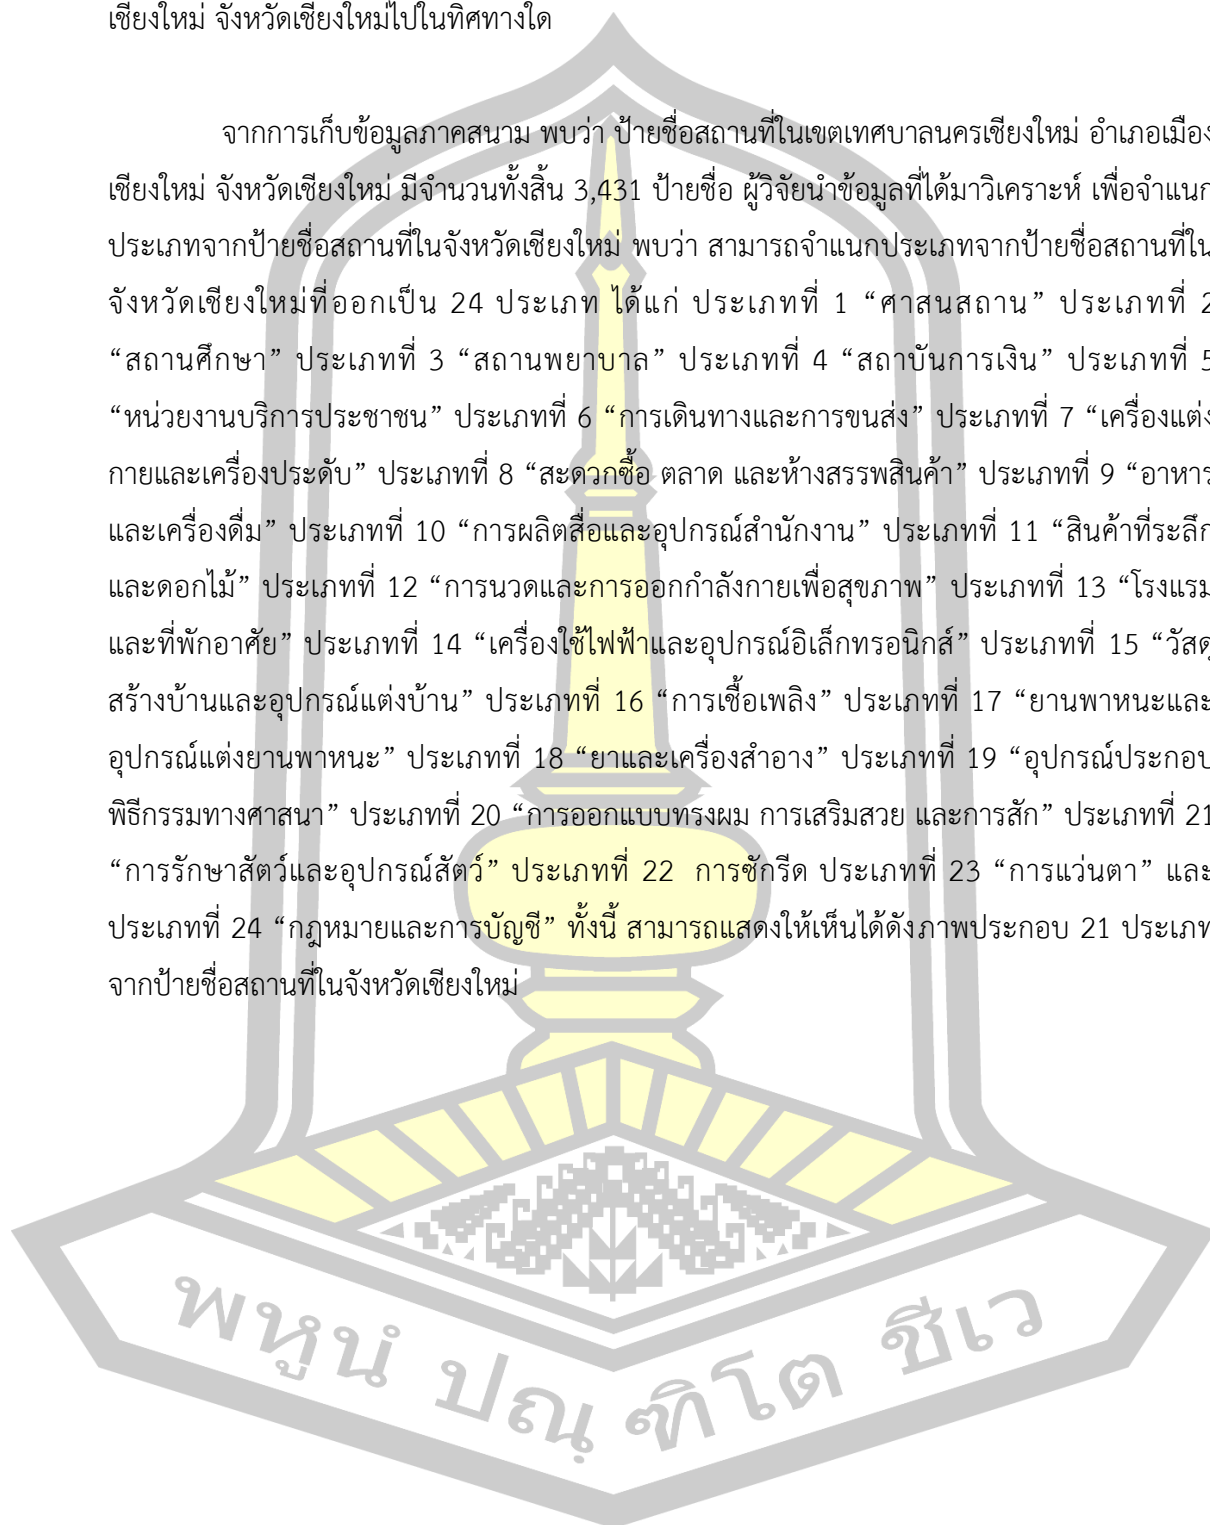 เชียงใหม่ จังหวัดเชียงใหม่ไปในทิศทางใด
จากการเก็บข้อมูลภาคสนาม พบว่า ป้ายชื่อสถานที่ในเขตเทศบาลนครเชียงใหม่ อำเภอเมือง
เชียงใหม่ จังหวัดเชียงใหม่ มีจำนวนทั้งสิ้น 3,431 ป้ายชื่อ ผู้วิจัยนำข้อมูลที่ได้มาวิเคราะห์ เพื่อจำแนก
ประเภทจากป้ายชื่อสถานที่ในจังหวัดเชียงใหม่ พบว่า สามารถจำแนกประเภทจากป้ายชื่อสถานที่ใน
จังหวัดเชียงใหม่ที่ออกเป็น 24 ประเภท ได้แก่ ประเภทที่ 1 “ศาสนสถาน” ประเภทที่ 2
“สถานศึกษา” ประเภทที่ 3 “สถานพยาบาล” ประเภทที่ 4 “สถาบันการเงิน” ประเภทที่ 5
“หน่วยงานบริการประชาชน” ประเภทที่ 6 “การเดินทางและการขนส่ง” ประเภทที่ 7 “เครื่องแต่ง
กายและเครื่องประดับ” ประเภทที่ 8 “สะดวกซื้อ ตลาด และห้างสรรพสินค้า” ประเภทที่ 9 “อาหาร
และเครื่องดื่ม” ประเภทที่ 10 “การผลิตสื่อและอุปกรณ์สำนักงาน” ประเภทที่ 11 “สินค้าที่ระลึก
และดอกไม้” ประเภทที่ 12 “การนวดและการออกกำลังกายเพื่อสุขภาพ” ประเภทที่ 13 “โรงแรม
และที่พักอาศัย” ประเภทที่ 14 “เครื่องใช้ไฟฟ้าและอุปกรณ์อิเล็กทรอนิกส์” ประเภทที่ 15 “วัสดุ
สร้างบ้านและอุปกรณ์แต่งบ้าน” ประเภทที่ 16 “การเชื้อเพลิง” ประเภทที่ 17 “ยานพาหนะและ
อุปกรณ์แต่งยานพาหนะ” ประเภทที่ 18 “ยาและเครื่องสำอาง” ประเภทที่ 19 “อุปกรณ์ประกอบ
พิธีกรรมทางศาสนา” ประเภทที่ 20 “การออกแบบทรงผม การเสริมสวย และการสัก” ประเภทที่ 21
“การรักษาสัตว์และอุปกรณ์สัตว์” ประเภทที่ 22 การซักรีด ประเภทที่ 23 “การแว่นตา” และ
ประเภทที่ 24 “กฎหมายและการบัญชี” ทั้งนี้ สามารถแสดงให้เห็นได้ดังภาพประกอบ 21 ประเภท
จากป้ายชื่อสถานที่ในจังหวัดเชียงใหม่
พหูนํ ปณฺฑิโต ชีเว